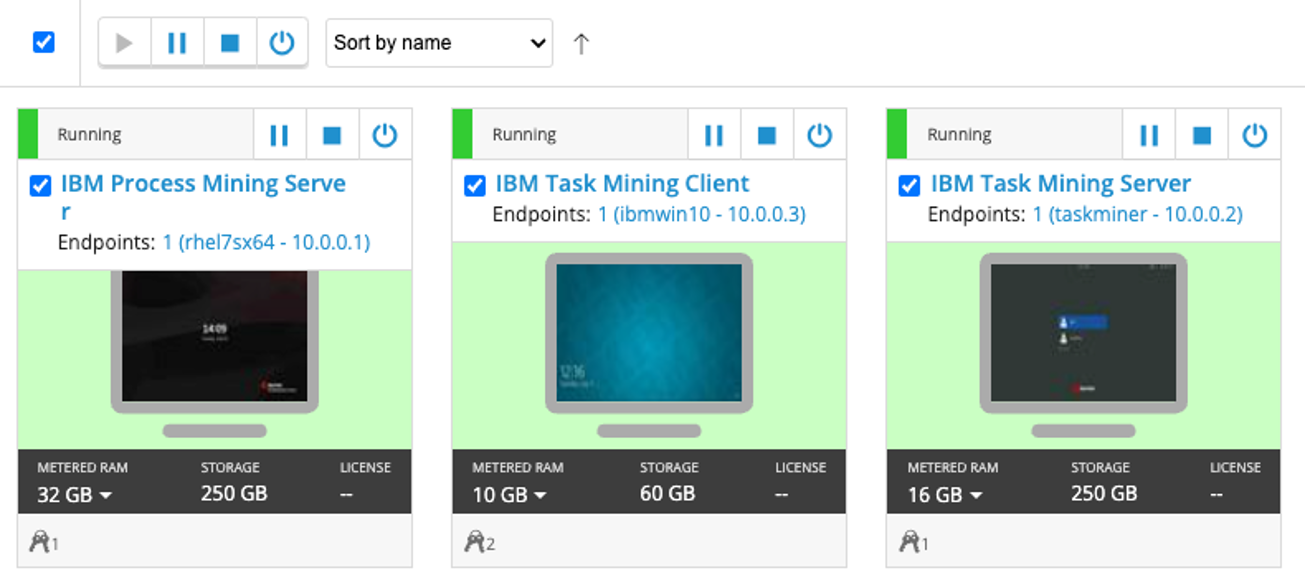 Sort by name
Running
IBM Process Mining Serve
r
Endpoints: 1 (rhel7sx64 - 10.0.0.1)
14:09
METERED RAM STORAGE LICENSE
32 GB 250 GB --
1
Running
IBM Task Mining Client
Endpoints: 1 (ibmwin10 - 10.0.0.3)
12:16
METERED RAM STORAGE LICENSE
10 GB 60 GB --
2
Running
IBM Task Mining Server
Endpoints: 1 (taskminer - 10.0.0.2)
METERED RAM STORAGE LICENSE
16 GB 250 GB --
1